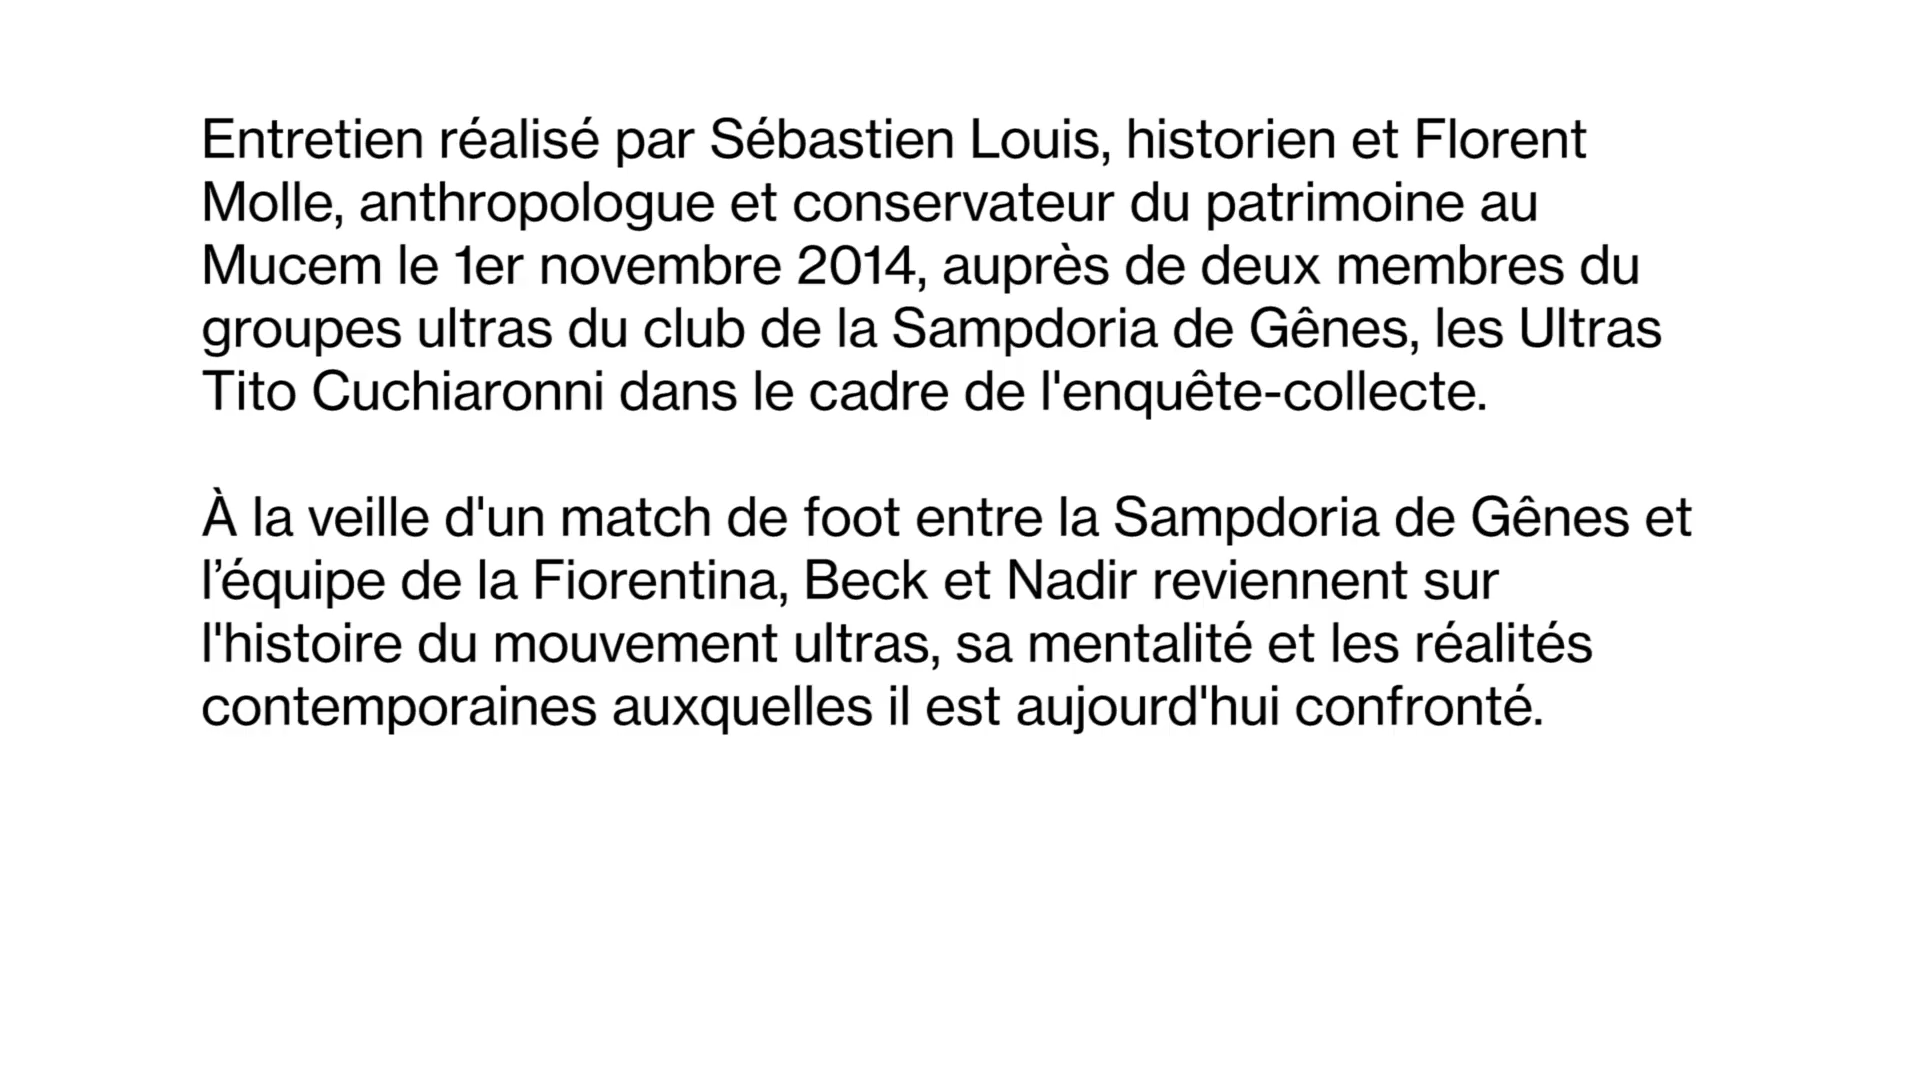 Entretien réalisé par Sébastien Louis, historien et Florent
Molle, anthropologue et conservateur du patrimoine au
Mucem le 1er novembre 2014, auprès de deux membres du
groupes ultras du club de la Sampdoria de Gênes, les Ultras
Tito Cuchiaronni dans le cadre de l'enquête-collecte.
À la veille d'un match de foot entre la Sampdoria de Gênes et
l’équipe de la Fiorentina, Beck et Nadir reviennent sur
l'histoire du mouvement ultras, sa mentalité et les réalités
contemporaines auxquelles il est aujourd'hui confronté.